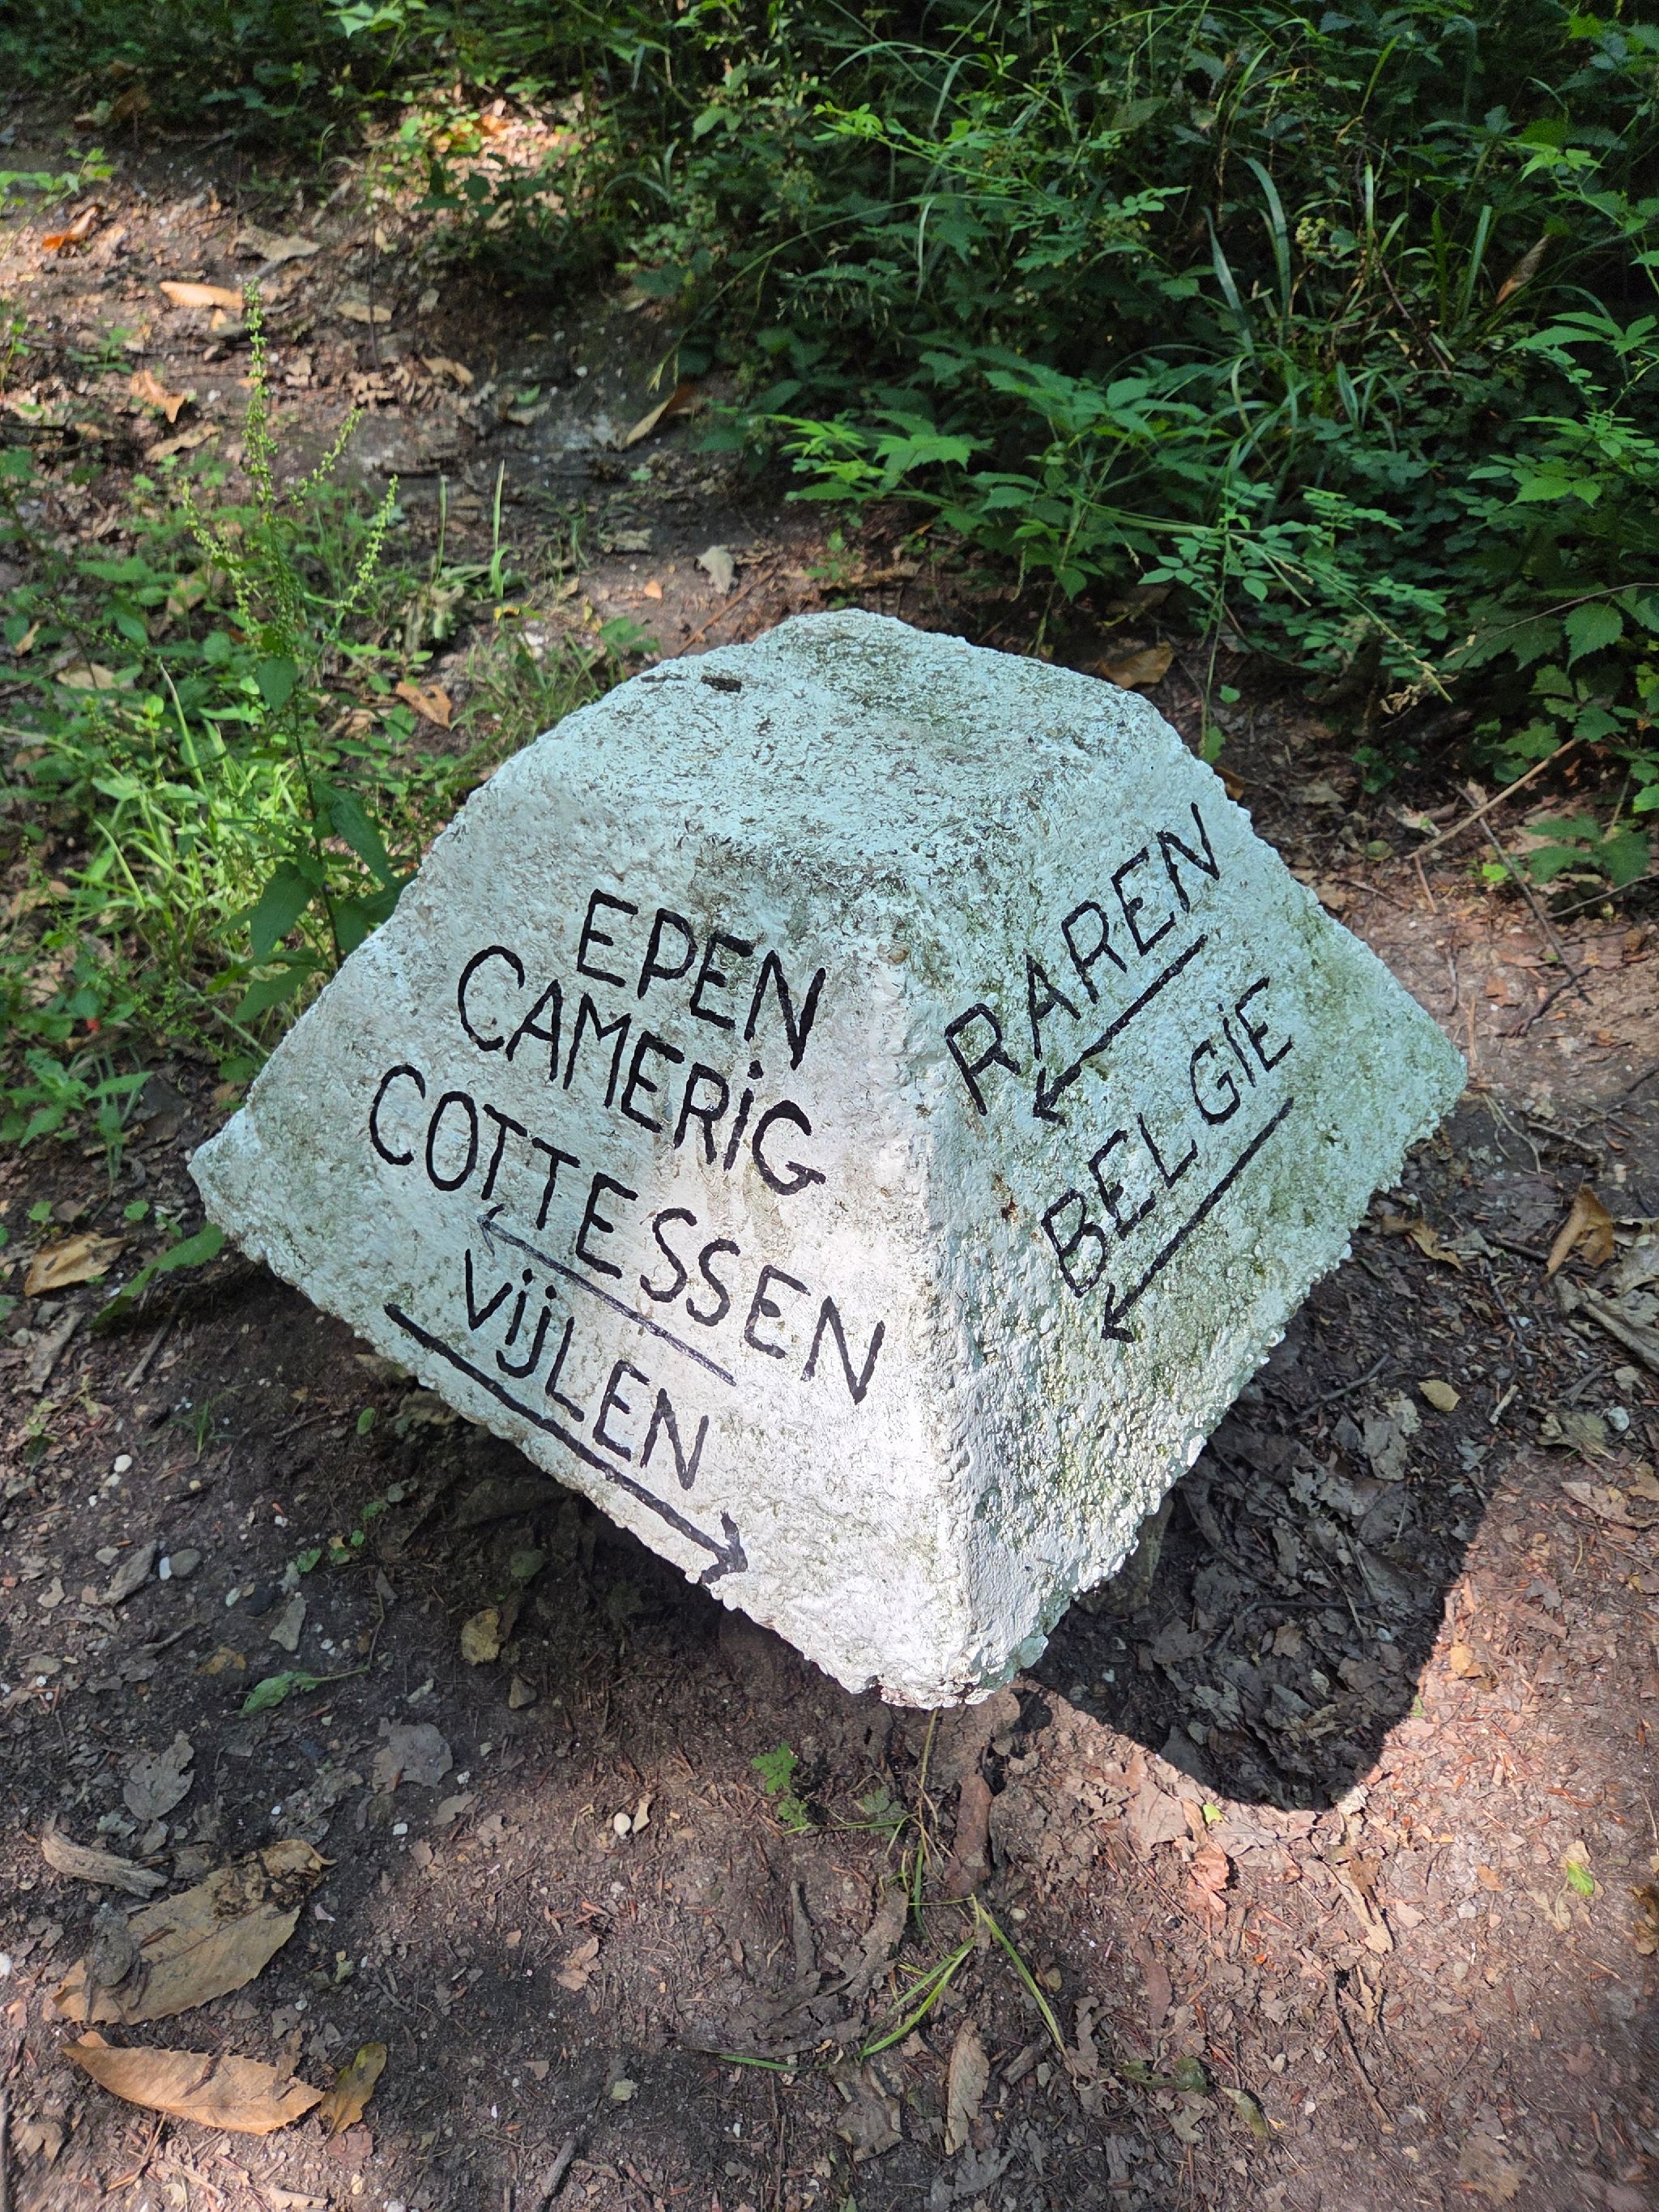 EPEN
CAMERiG
COTTESSEN
VijLEN
RAREN
BELGiE